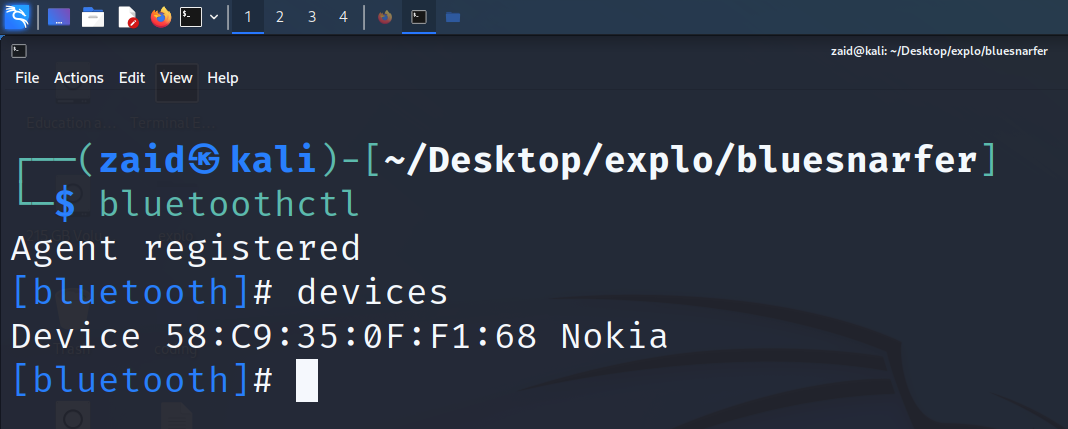 1 2 3 4
zaid@kali: ~/Desktop/explo/bluesnarfer
File Actions Edit View Help
┌──(zaid㉿kali)-[~/Desktop/explo/bluesnarfer]
└─$ bluetoothctl
Agent registered
[bluetooth]# devices
Device 58:C9:35:0F:F1:68 Nokia
[bluetooth]#